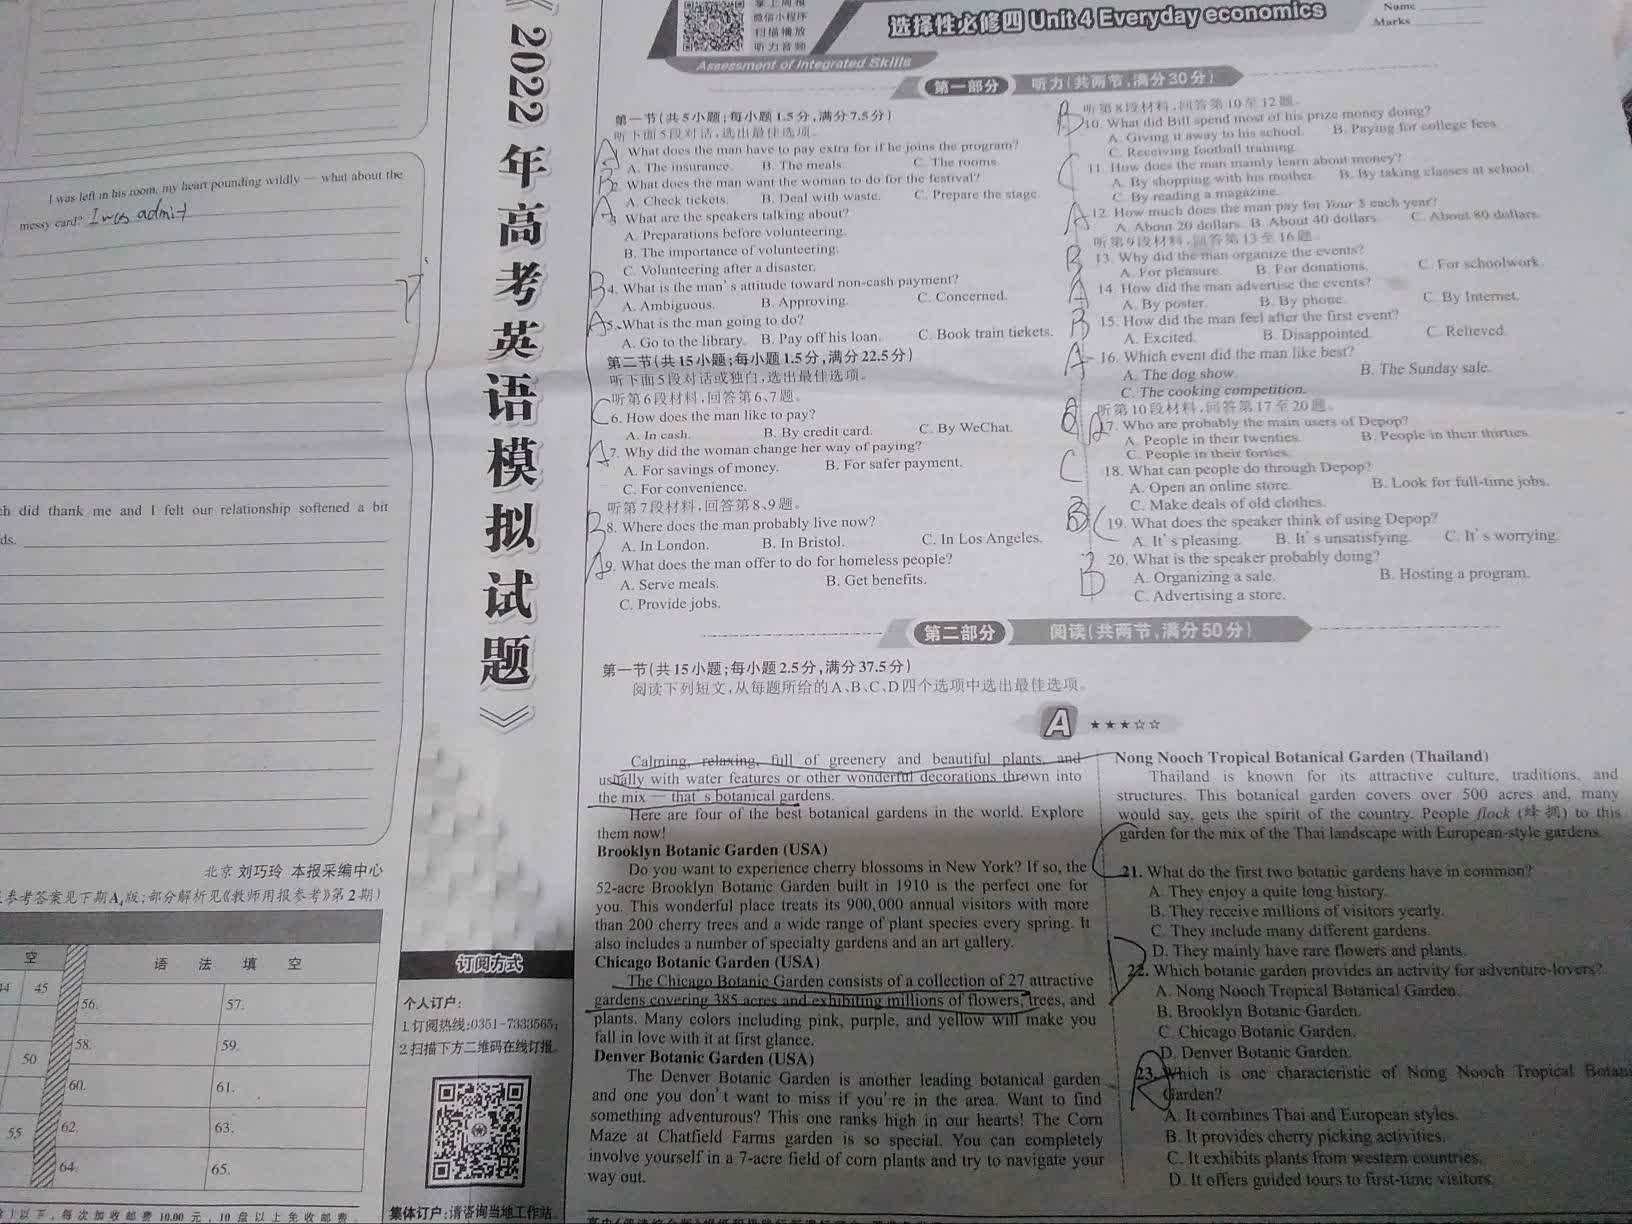 I was left in his room, my heart pounding wildly — what about the
messy card? I was admit
ch did thank me and I felt our relationship softened a bit
ds.
北京 刘巧玲 本报采编中心
参考答案见下期A4版;部分解析见《教师用报参考》第2期)
空
语 法 填 空
44 45
56. 57.
50
58. 59.
60. 61.
55
62. 63.
64. 65.
以下,每次加收邮费10.00元,10盘以上免收邮费.
《2022年高考英语模拟试题》
订阅方式
个人订户:
1.订阅热线:0351-7333565;
2.扫描下方二维码在线订报。
集体订户:请咨询当地工作站
掌上周报
微信小程序
扫描播放
听力音频
选择性必修四 Unit 4 Everyday economics
Name
Marks
Assessment of Integrated Skills
第一部分 听力(共两节,满分30分)
第一节(共5小题;每小题1.5分,满分7.5分)
听下面5段对话,选出最佳选项。
A What does the man have to pay extra for if he joins the program?
A. The insurance. B. The meals. C. The rooms.
B 2. What does the man want the woman to do for the festival?
A. Check tickets. B. Deal with waste. C. Prepare the stage.
A 3. What are the speakers talking about?
A. Preparations before volunteering.
B. The importance of volunteering.
C. Volunteering after a disaster.
B 4. What is the man's attitude toward non-cash payment?
A. Ambiguous. B. Approving. C. Concerned.
A 5. What is the man going to do?
A. Go to the library. B. Pay off his loan. C. Book train tickets.
第二节(共15小题;每小题1.5分,满分22.5分)
听下面5段对话或独白,选出最佳选项。
听第6段材料,回答第6、7题。
C 6. How does the man like to pay?
A. In cash. B. By credit card. C. By WeChat.
A 7. Why did the woman change her way of paying?
A. For savings of money. B. For safer payment.
C. For convenience.
听第7段材料,回答第8、9题。
B 8. Where does the man probably live now?
A. In London. B. In Bristol. C. In Los Angeles.
A 9. What does the man offer to do for homeless people?
A. Serve meals. B. Get benefits.
C. Provide jobs.
听第8段材料,回答第10至12题。
B 10. What did Bill spend most of his prize money doing?
A. Giving it away to his school. B. Paying for college fees.
C. Receiving football training.
C 11. How does the man mainly learn about money?
A. By shopping with his mother. B. By taking classes at school.
C. By reading a magazine.
A 12. How much does the man pay for Your $ each year?
A. About 20 dollars. B. About 40 dollars. C. About 80 dollars.
听第9段材料,回答第13至16题。
B 13. Why did the man organize the events?
A. For pleasure. B. For donations. C. For schoolwork.
A 14. How did the man advertise the events?
A. By poster. B. By phone. C. By Internet.
B 15. How did the man feel after the first event?
A. Excited. B. Disappointed. C. Relieved.
A 16. Which event did the man like best?
A. The dog show. B. The Sunday sale.
C. The cooking competition.
听第10段材料,回答第17至20题。
17. Who are probably the main users of Depop?
A. People in their twenties. B. People in their thirties.
C. People in their forties.
C 18. What can people do through Depop?
A. Open an online store. B. Look for full-time jobs.
C. Make deals of old clothes.
19. What does the speaker think of using Depop?
A. It's pleasing. B. It's unsatisfying. C. It's worrying.
20. What is the speaker probably doing?
A. Organizing a sale. B. Hosting a program.
C. Advertising a store.
第二部分 阅读(共两节,满分50分)
第一节(共15小题;每小题2.5分,满分37.5分)
阅读下列短文,从每题所给的A、B、C、D四个选项中选出最佳选项。
A ★★★☆☆
Calming, relaxing, full of greenery and beautiful plants, and
usually with water features or other wonderful decorations thrown into
the mix — that's botanical gardens.
Here are four of the best botanical gardens in the world. Explore
them now!
Brooklyn Botanic Garden (USA)
Do you want to experience cherry blossoms in New York? If so, the
52-acre Brooklyn Botanic Garden built in 1910 is the perfect one for
you. This wonderful place treats its 900,000 annual visitors with more
than 200 cherry trees and a wide range of plant species every spring. It
also includes a number of specialty gardens and an art gallery.
Chicago Botanic Garden (USA)
The Chicago Botanic Garden consists of a collection of 27 attractive
gardens covering 385 acres and exhibiting millions of flowers, trees, and
plants. Many colors including pink, purple, and yellow will make you
fall in love with it at first glance.
Denver Botanic Garden (USA)
The Denver Botanic Garden is another leading botanical garden
and one you don't want to miss if you're in the area. Want to find
something adventurous? This one ranks high in our hearts! The Corn
Maze at Chatfield Farms garden is so special. You can completely
involve yourself in a 7-acre field of corn plants and try to navigate your
way out.
Nong Nooch Tropical Botanical Garden (Thailand)
Thailand is known for its attractive culture, traditions, and
structures. This botanical garden covers over 500 acres and, many
would say, gets the spirit of the country. People flock (蜂拥) to this
garden for the mix of the Thai landscape with European-style gardens.
C 21. What do the first two botanic gardens have in common?
A. They enjoy a quite long history.
B. They receive millions of visitors yearly.
C. They include many different gardens.
D. They mainly have rare flowers and plants.
D 22. Which botanic garden provides an activity for adventure-lovers?
A. Nong Nooch Tropical Botanical Garden.
B. Brooklyn Botanic Garden.
C. Chicago Botanic Garden.
D. Denver Botanic Garden.
A 23. Which is one characteristic of Nong Nooch Tropical Botan
Garden?
A. It combines Thai and European styles.
B. It provides cherry picking activities.
C. It exhibits plants from western countries.
D. It offers guided tours to first-time visitors.